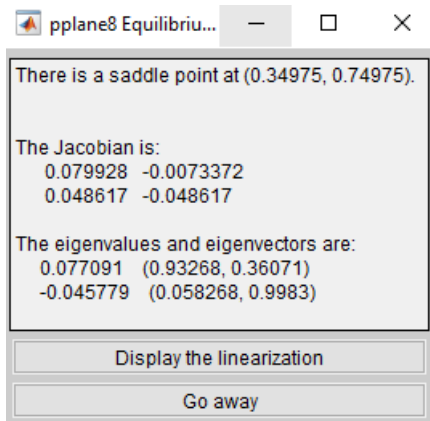 pplane8 Equilibriu...
There is a saddle point at (0.34975, 0.74975).
The Jacobian is:
0.079928 -0.0073372
0.048617 -0.048617
The eigenvalues and eigenvectors are:
0.077091 (0.93268, 0.36071)
-0.045779 (0.058268, 0.9983)
Display the linearization
Go away